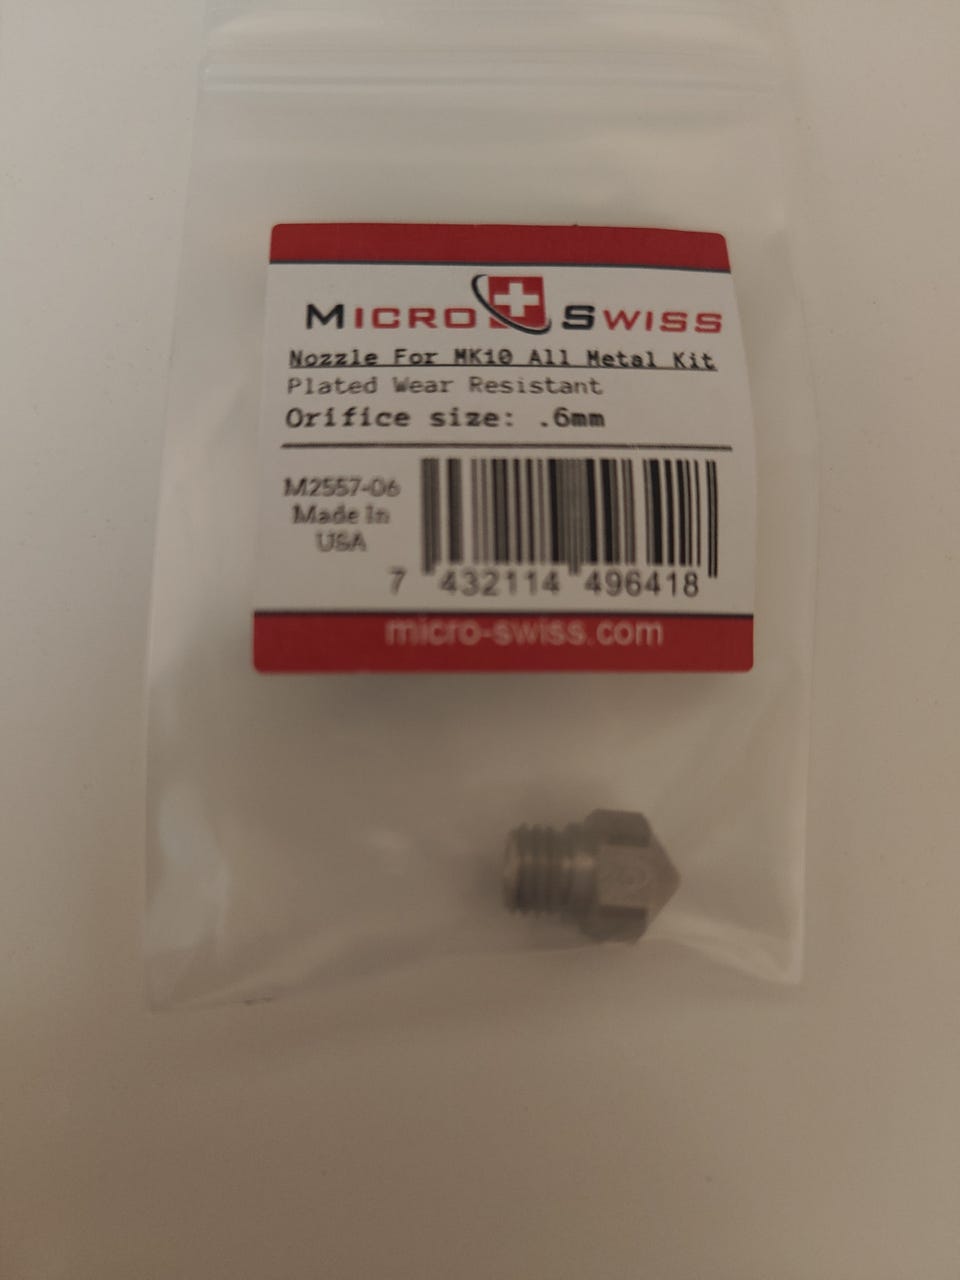 Micro Swiss
Nozzle For MK10 All Metal Kit
Plated Wear Resistant
Orifice size: .6mm
M2557-06
Made In
USA
7 432114 496418
micro-swiss.com